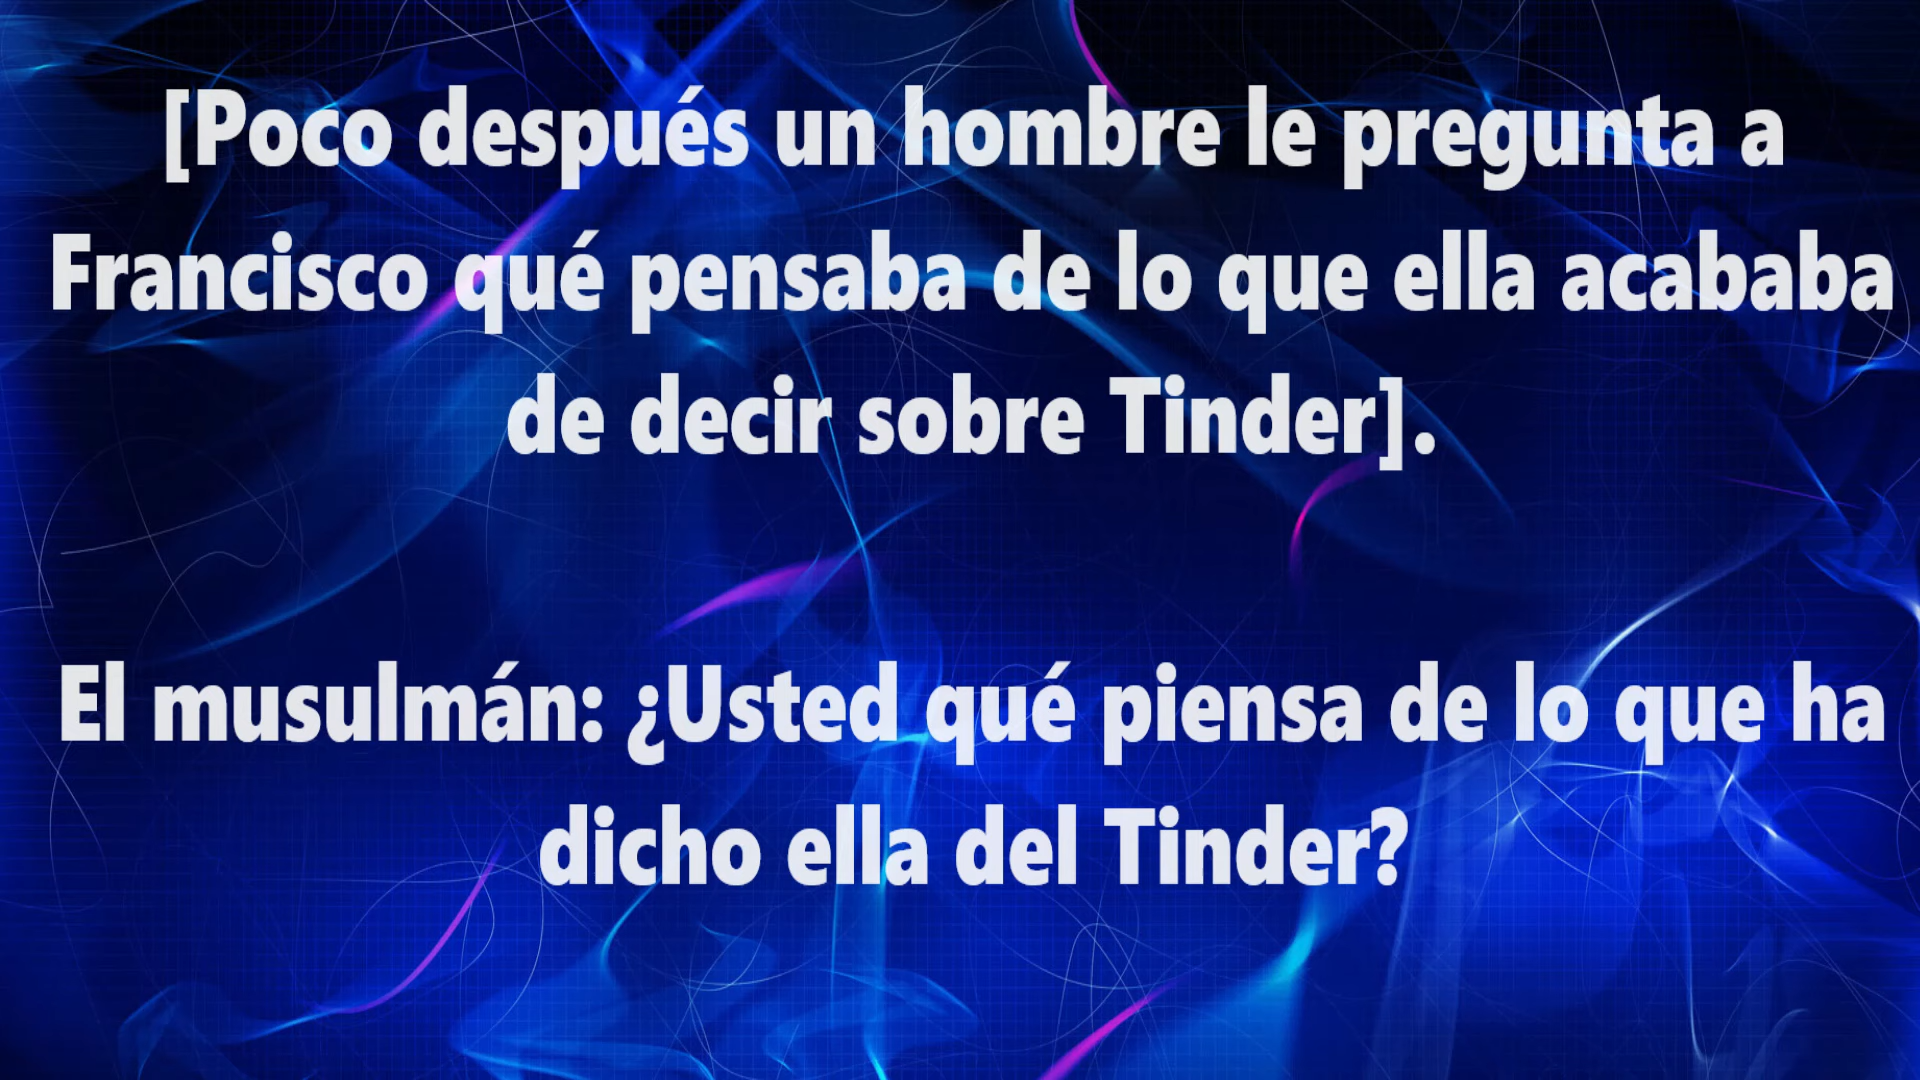 [Poco después un hombre le pregunta a
Francisco qué pensaba de lo que ella acababa
de decir sobre Tinder].
El musulmán: ¿Usted qué piensa de lo que ha
dicho ella del Tinder?